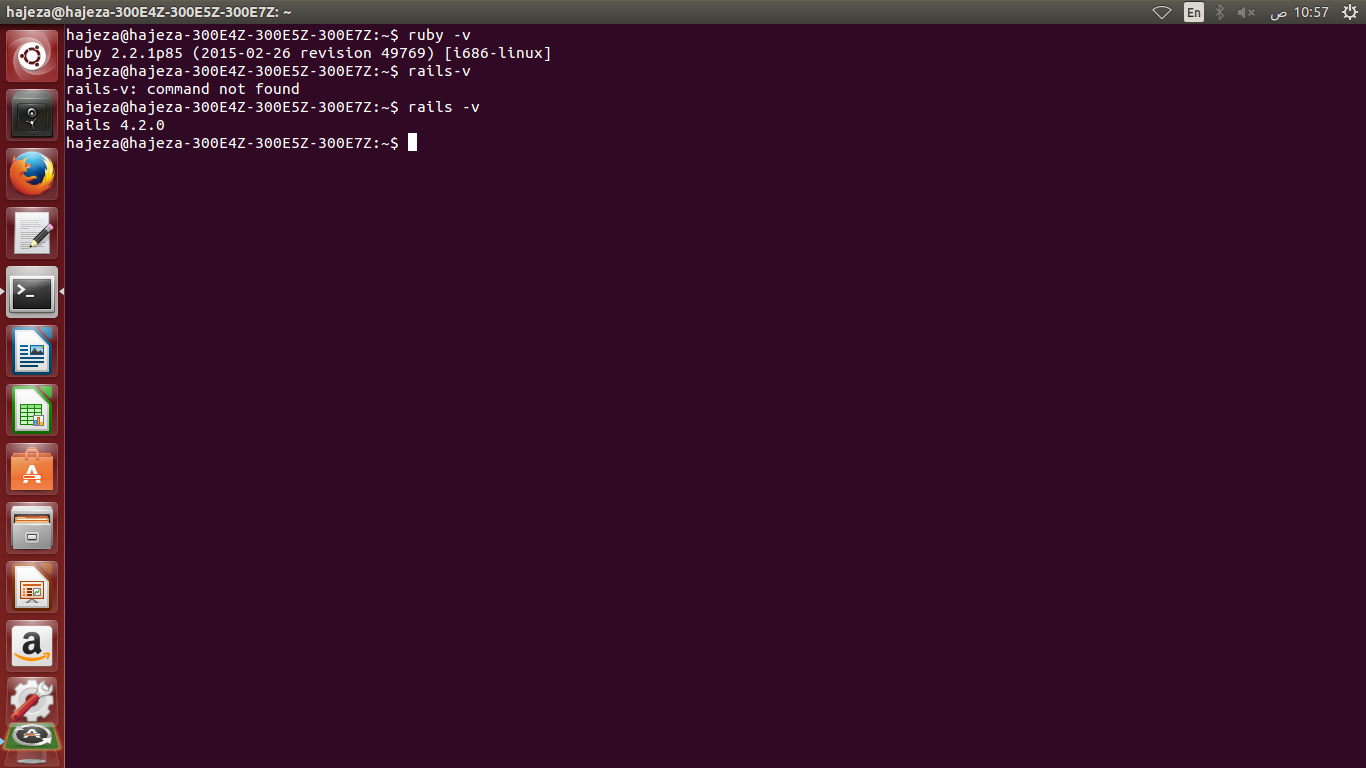 hajeza@hajeza-300E4Z-300E5Z-300E7Z: ~
En
10:57 ص
hajeza@hajeza-300E4Z-300E5Z-300E7Z:~$ ruby -v
ruby 2.2.1p85 (2015-02-26 revision 49769) [i686-linux]
hajeza@hajeza-300E4Z-300E5Z-300E7Z:~$ rails-v
rails-v: command not found
hajeza@hajeza-300E4Z-300E5Z-300E7Z:~$ rails -v
Rails 4.2.0
hajeza@hajeza-300E4Z-300E5Z-300E7Z:~$